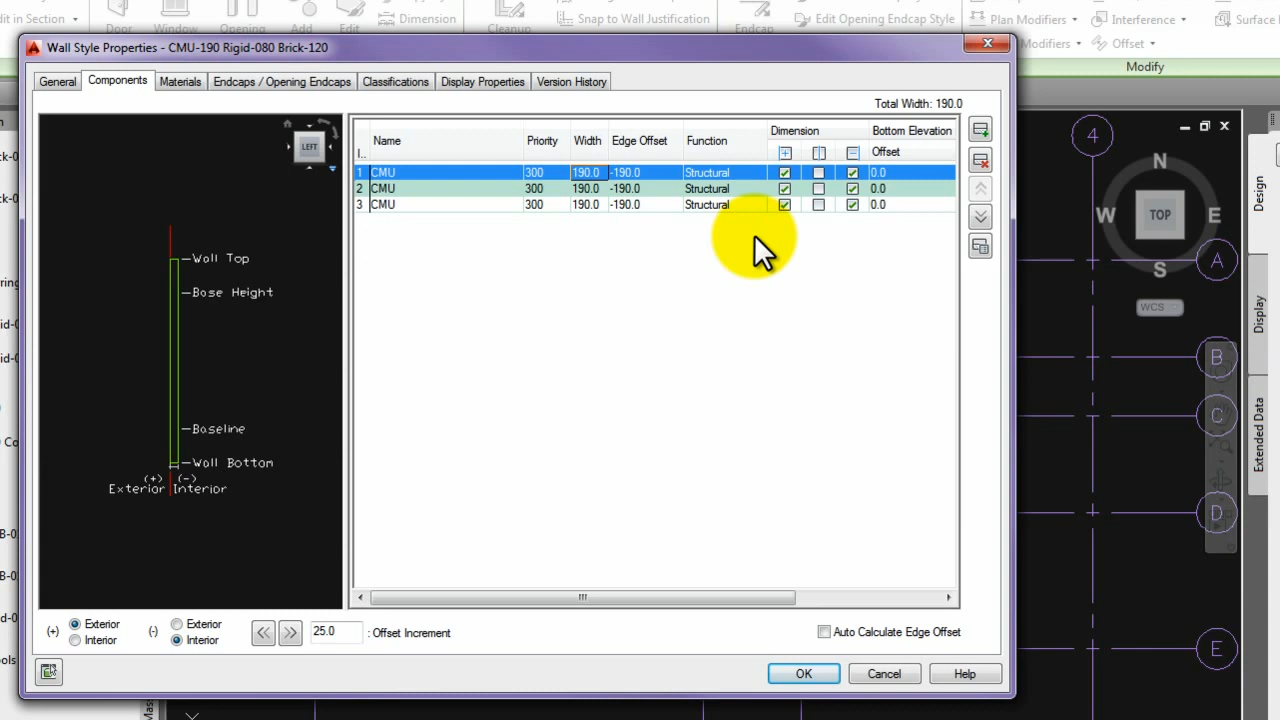 dit in Section
Door
Window
Opening
Add
Edit
Dimension
Cleanup
Snap to Wall Justification
Endcap
Edit Opening Endcap Style
Plan Modifiers
Interference
Surface
Modifiers
Offset
Modify
Wall Style Properties - CMU-190 Rigid-080 Brick-120
General
Components
Materials
Endcaps / Opening Endcaps
Classifications
Display Properties
Version History
Total Width: 190.0
I.. Name Priority Width Edge Offset Function Dimension Bottom Elevation Offset
1 CMU 300 190.0 -190.0 Structural 0.0
2 CMU 300 190.0 -190.0 Structural 0.0
3 CMU 300 190.0 -190.0 Structural 0.0
LEFT
Wall Top
Base Height
Baseline
Wall Bottom
(+) (-)
Exterior Interior
(+) Exterior
Interior
(-) Exterior
Interior
25.0 : Offset Increment
Auto Calculate Edge Offset
OK
Cancel
Help
4
N
W TOP E
S
WCS
A
B
C
D
E
Design
Display
Extended Data